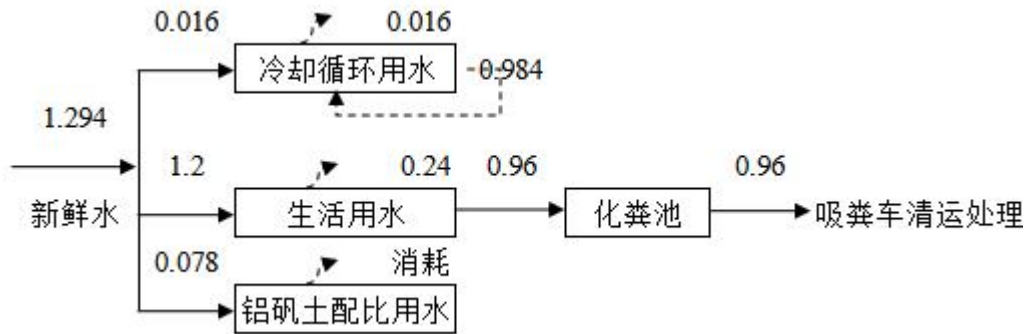 0.016 0.016
冷却循环用水 0.984
1.294
1.2 0.24 0.96 0.96
新鲜水 生活用水 化粪池 吸粪车清运处理
0.078 消耗
铝矾土配比用水